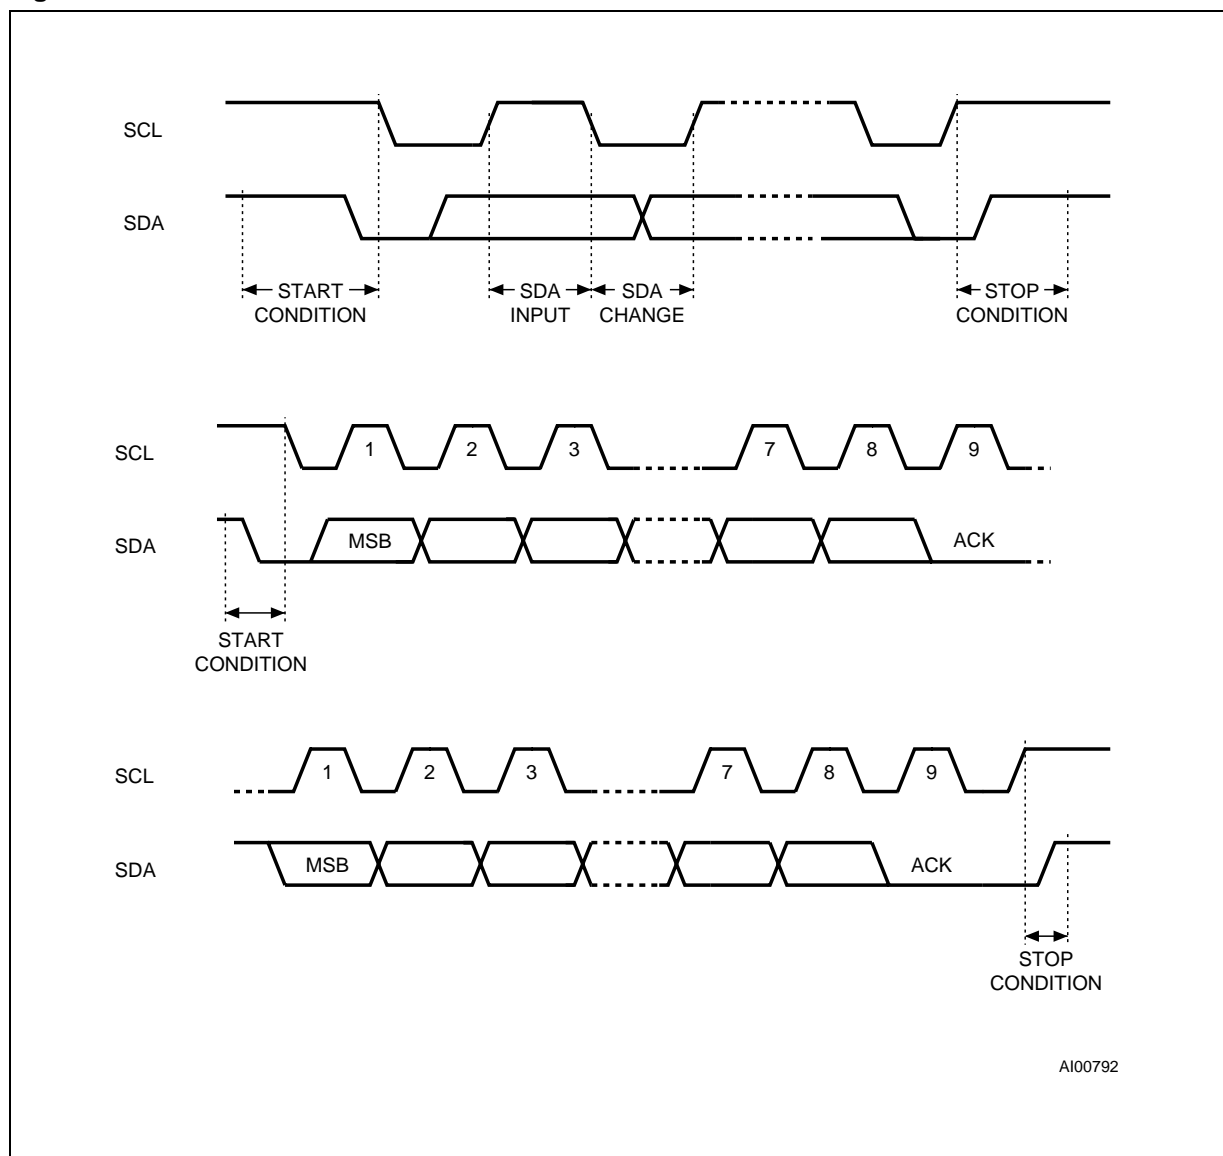 SCL
SDA
START
CONDITION
SDA
INPUT
SDA
CHANGE
STOP
CONDITION
SCL
1 2 3 7 8 9
SDA
MSB
ACK
START
CONDITION
SCL
1 2 3 7 8 9
SDA
MSB
ACK
STOP
CONDITION
AI00792